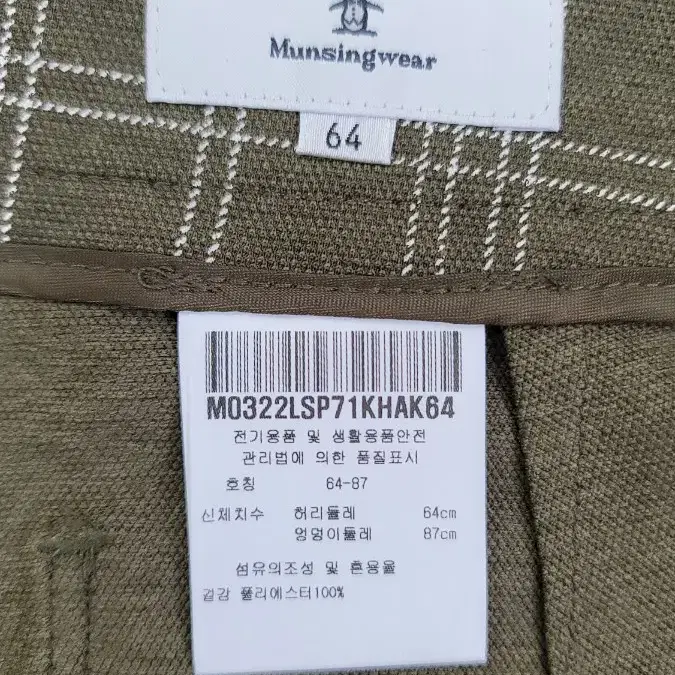 Munsingwear
64
M0322LSP71KHAK64
전기용품 및 생활용품안전
관리법에 의한 품질표시
호칭 64-87
신체치수 허리둘레 64cm
엉덩이둘레 87cm
섬유의조성 및 혼용율
겉감 폴리에스터100%